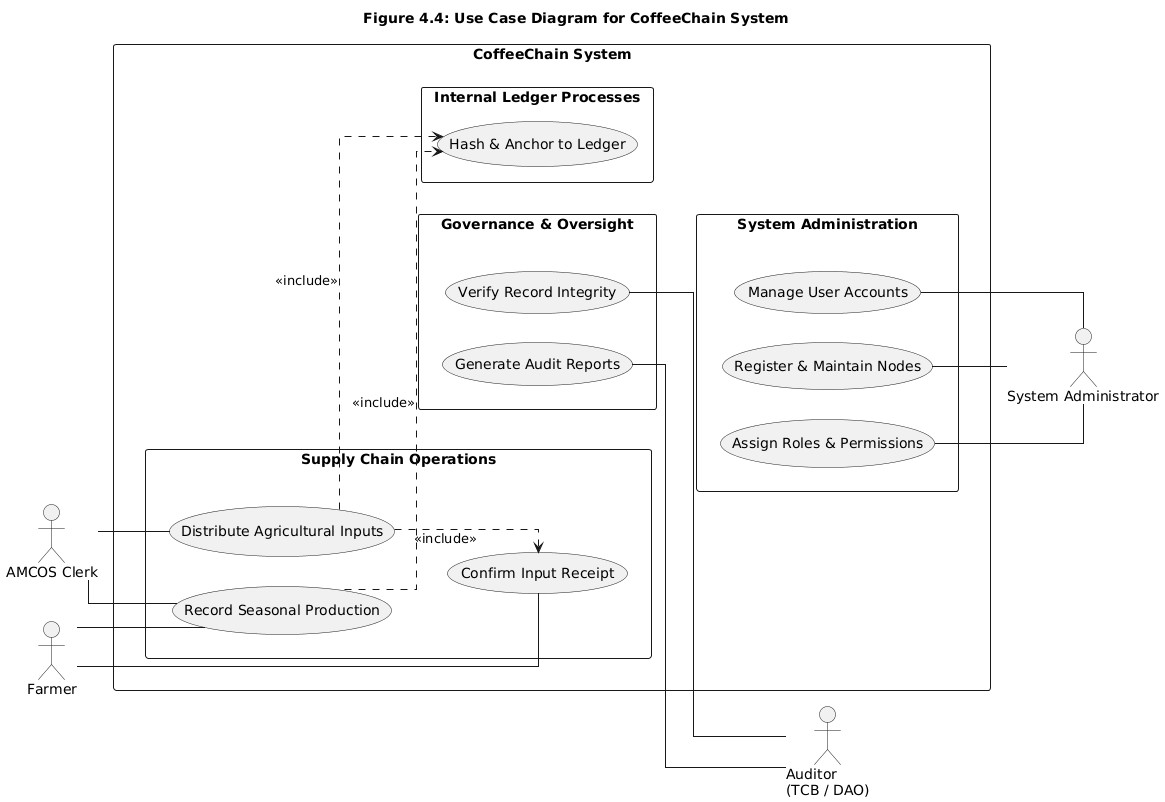 Figure 4.4: Use Case Diagram for CoffeeChain System
CoffeeChain System
Internal Ledger Processes
Hash & Anchor to Ledger
Governance & Oversight
System Administration
«include»
Verify Record Integrity
Manage User Accounts
Generate Audit Reports
Register & Maintain Nodes
System Administrator
«include»
Assign Roles & Permissions
Supply Chain Operations
Distribute Agricultural Inputs
«include»
AMCOS Clerk
Confirm Input Receipt
Record Seasonal Production
Farmer
Auditor
(TCB / DAO)